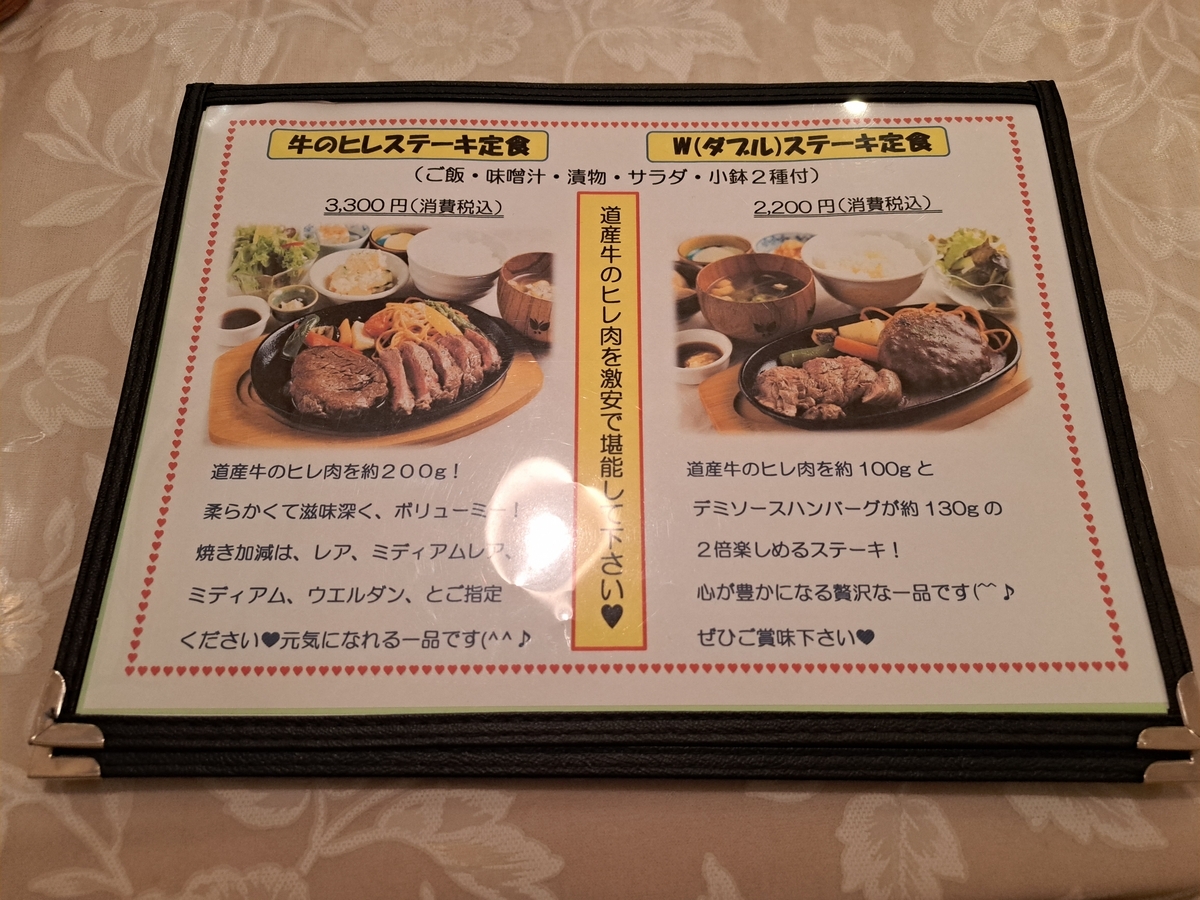 牛のヒレステーキ定食
W(ダブル)ステーキ定食
(ご飯・味噌汁・漬物・サラダ・小鉢2種付)
3,300円(消費税込)
2,200円(消費税込)
道産牛のヒレ肉を激安で堪能して下さい♥
道産牛のヒレ肉を約200g!
柔らかくて滋味深く、ボリューミー!
焼き加減は、レア、ミディアムレア、
ミディアム、ウエルダン、とご指定
ください♥元気になれる一品です(^^♪
道産牛のヒレ肉を約100gと
デミソースハンバーグが約130gの
2倍楽しめるステーキ!
心が豊かになる贅沢な一品です(^^♪
ぜひご賞味下さい♥